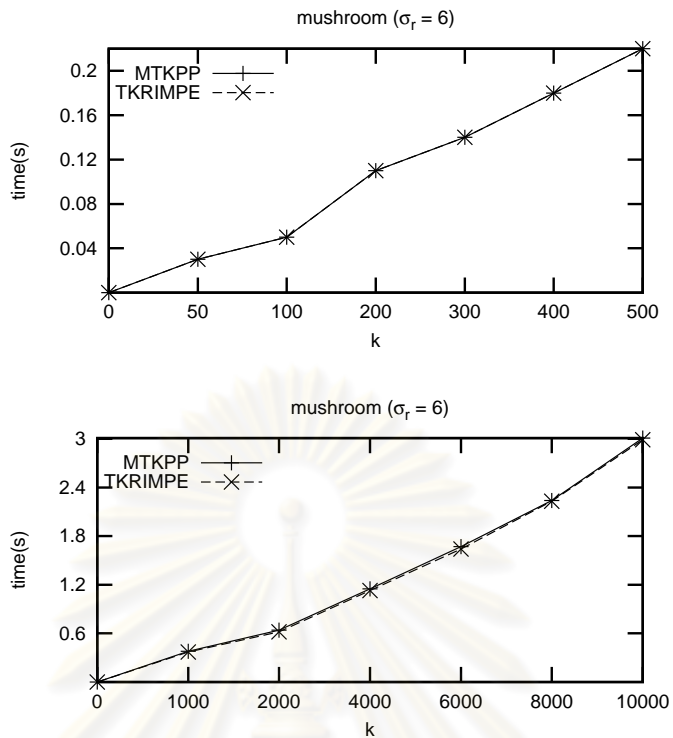 mushroom (σr = 6)
MTKPP
TKRIMPE
0.2
0.16
0.12
0.08
0.04
time(s)
0 50 100 200 300 400 500
k
mushroom (σr = 6)
MTKPP
TKRIMPE
3
2.4
1.8
1.2
0.6
time(s)
0 1000 2000 4000 6000 8000 10000
k